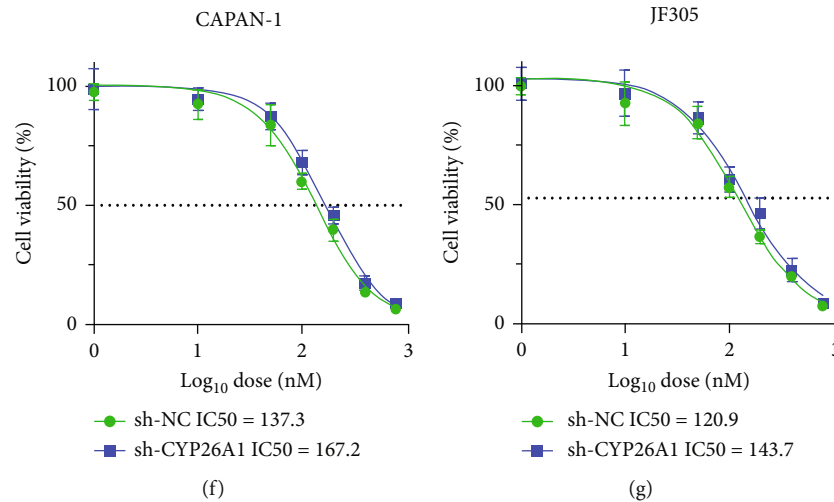 CAPAN-1
Cell viability (%)
100
50
0
0 1 2 3
Log₁₀ dose (nM)
sh-NC IC50 = 137.3
sh-CYP26A1 IC50 = 167.2
(f)
JF305
Cell viability (%)
100
50
0
0 1 2 3
Log₁₀ dose (nM)
sh-NC IC50 = 120.9
sh-CYP26A1 IC50 = 143.7
(g)